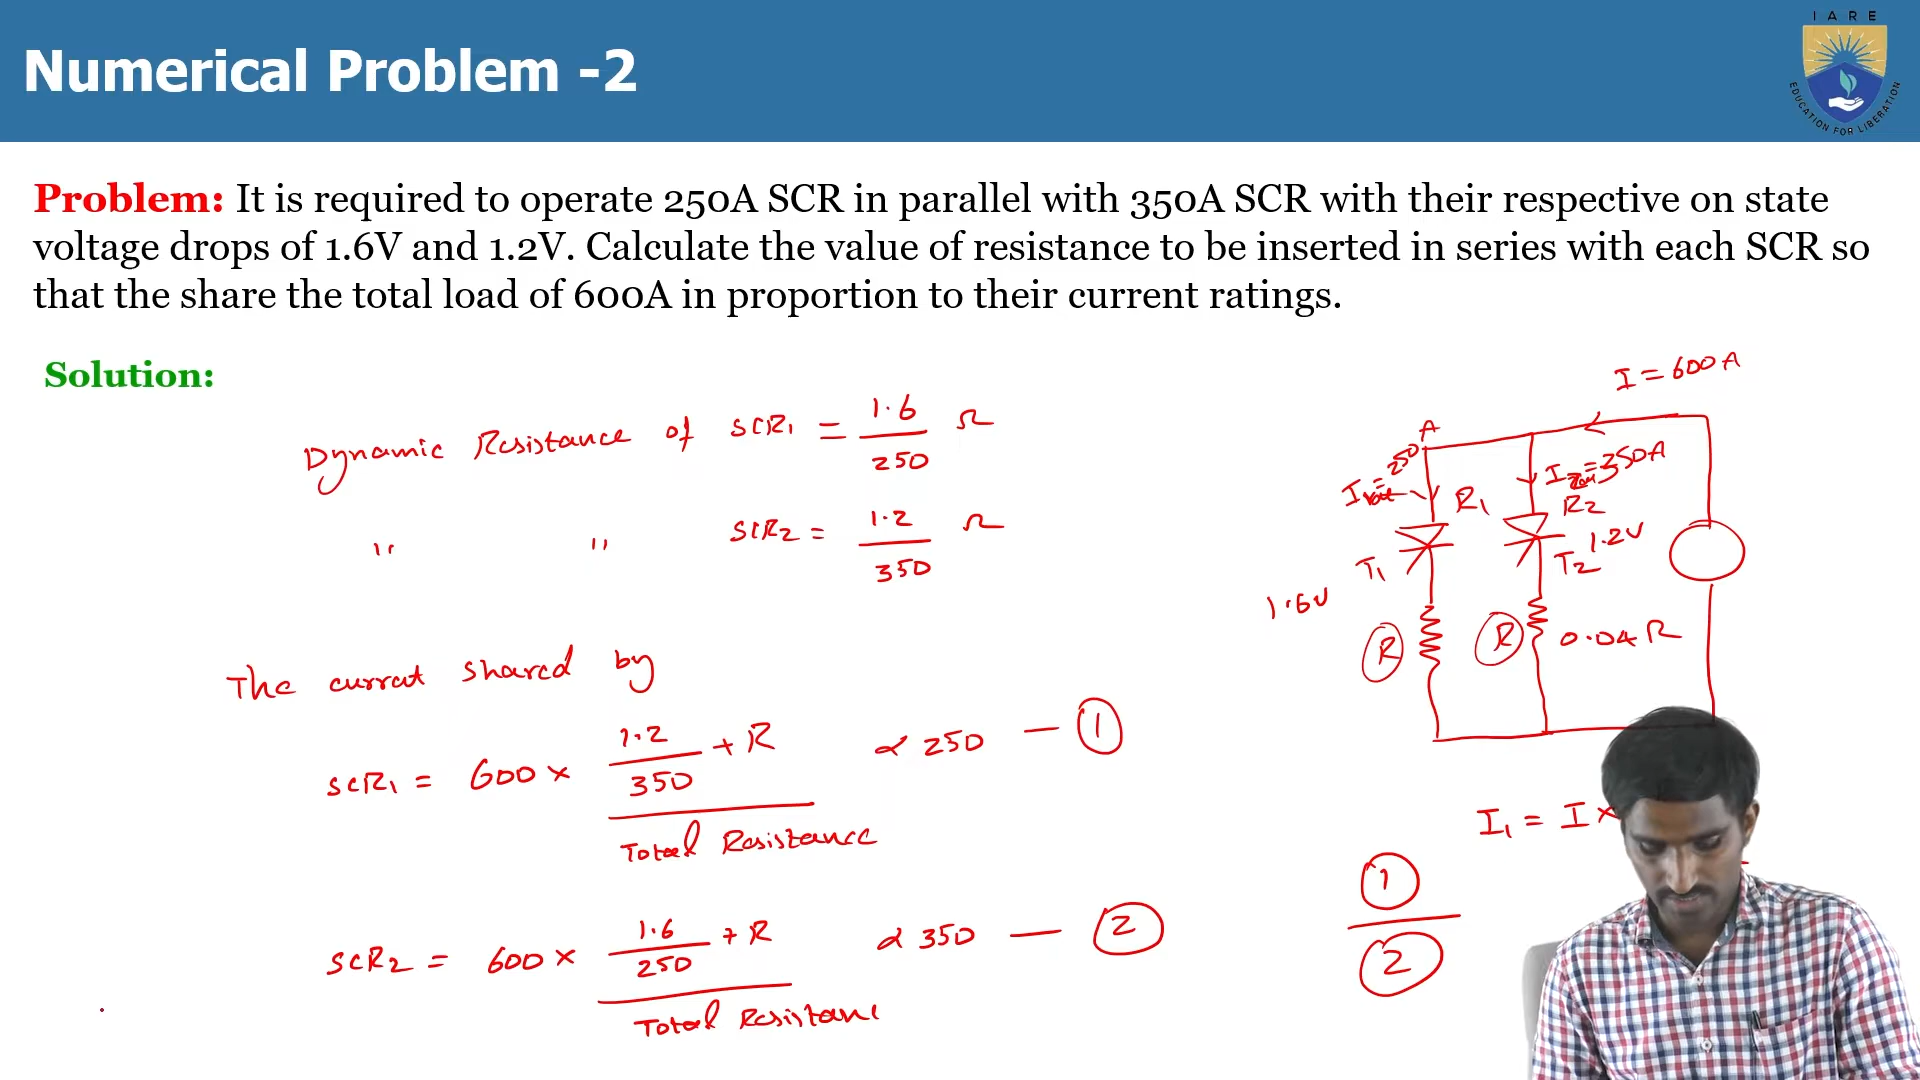 IARE
Numerical Problem -2
EDUCATION FOR LIBERATION
Problem: It is required to operate 250A SCR in parallel with 350A SCR with their respective on state
voltage drops of 1.6V and 1.2V. Calculate the value of resistance to be inserted in series with each SCR so
that the share the total load of 600A in proportion to their current ratings.
Solution:
Dynamic Resistance of SCR1 = 1.6/250 Ω
" " SCR2 = 1.2/350 Ω
The current shared by
SCR1 = 600 × (1.2/350 + R)/Total Resistance ∝ 250 — ①
SCR2 = 600 × (1.6/250 + R)/Total Resistanc ∝ 350 — ②
I = 600A
A
250
I2 = 350A
R1
R2
T1
T2
1.2V
1.6V
R
R
0.04 Ω
I1 = I ×
①/②